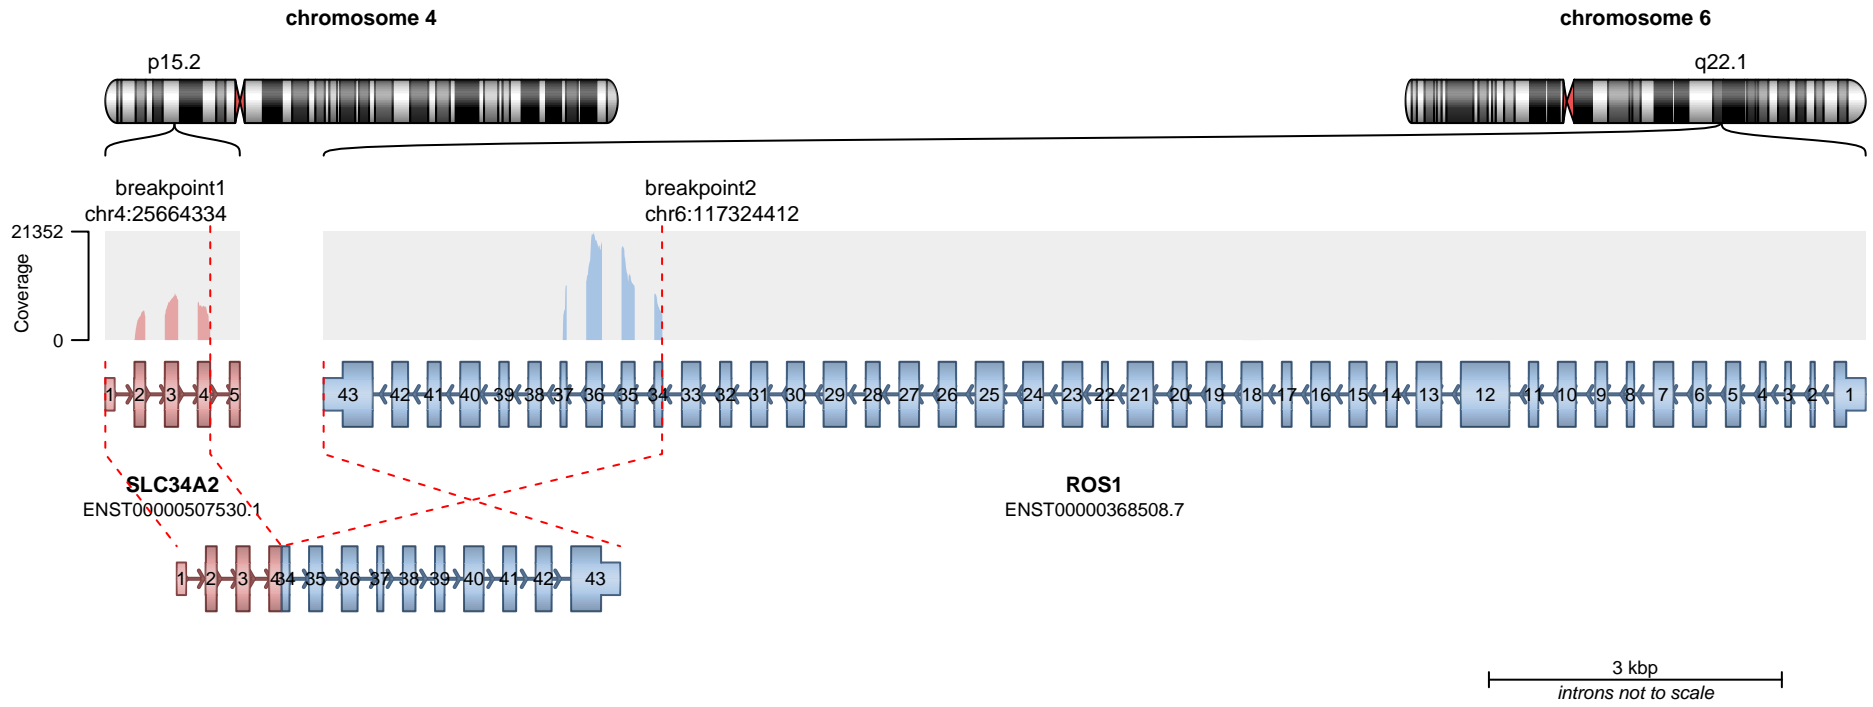 chromosome 4
chromosome 6
p15.2
q22.1
breakpoint1
chr4:25664334
breakpoint2
chr6:117324412
21352
Coverage
0
1 2 3 4 5
43 42 41 40 39 38 37 36 35 34 33 32 31 30 29 28 27 26 25 24 23 22 21 20 19 18 17 16 15 14 13 12 11 10 9 8 7 6 5 4 3 2 1
SLC34A2
ENST00000507530.1
ROS1
ENST00000368508.7
1 2 3 4 34 35 36 37 38 39 40 41 42 43
3 kbp
introns not to scale